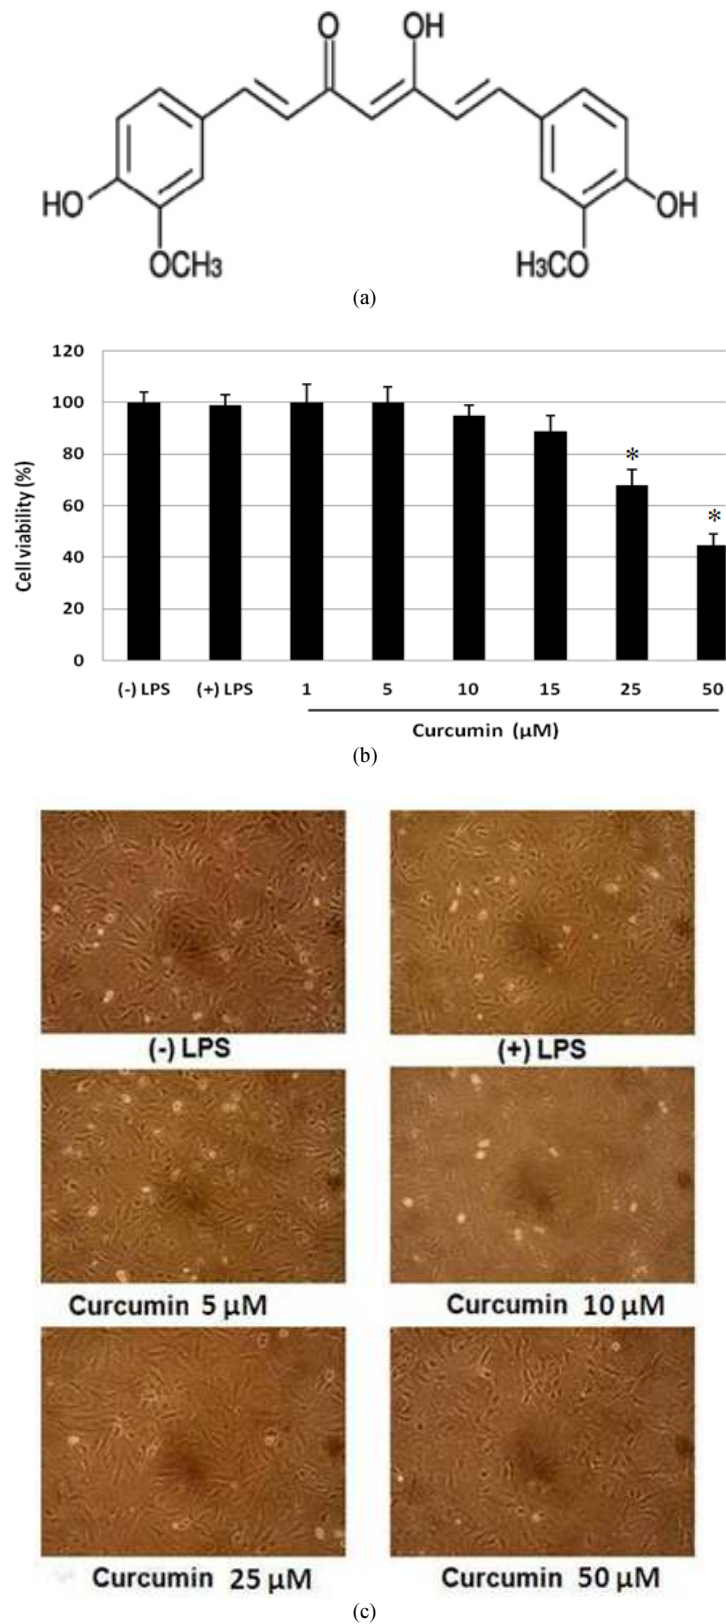 O OH
HO OH
OCH3 H3CO
(a)
120
100
80
60
40
20
0
Cell viability (%)
* *
(-) LPS (+) LPS 1 5 10 15 25 50
Curcumin (μM)
(b)
(-) LPS (+) LPS
Curcumin 5 μM Curcumin 10 μM
Curcumin 25 μM Curcumin 50 μM
(c)